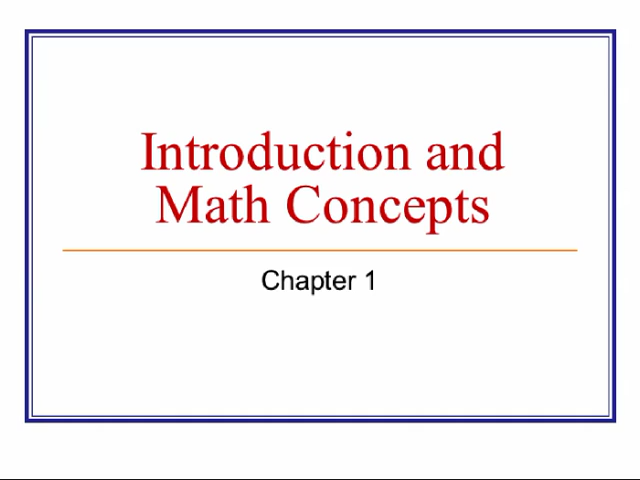 Introduction and
Math Concepts
Chapter 1